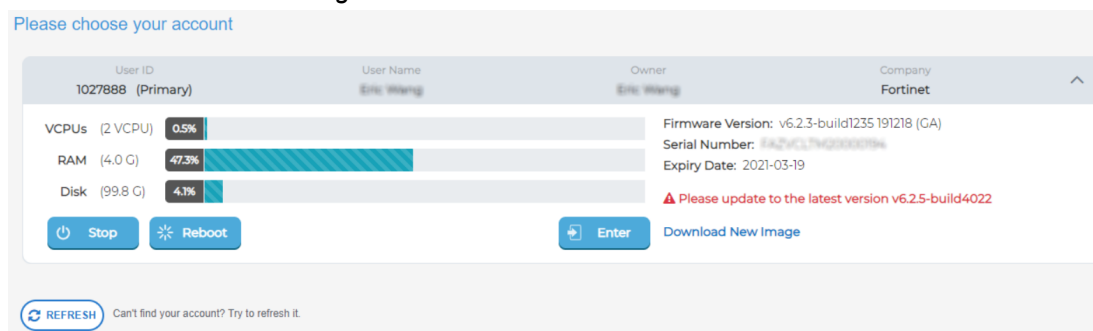 Please choose your account
User ID User Name Owner Company
1027888 (Primary) Fortinet
VCPUs (2 VCPU) 0.5%
RAM (4.0 G) 47.3%
Disk (99.8 G) 4.1%
Firmware Version: v6.2.3-build1235 191218 (GA)
Serial Number:
Expiry Date: 2021-03-19
Please update to the latest version v6.2.5-build4022
Stop Reboot Enter Download New Image
REFRESH Can't find your account? Try to refresh it.